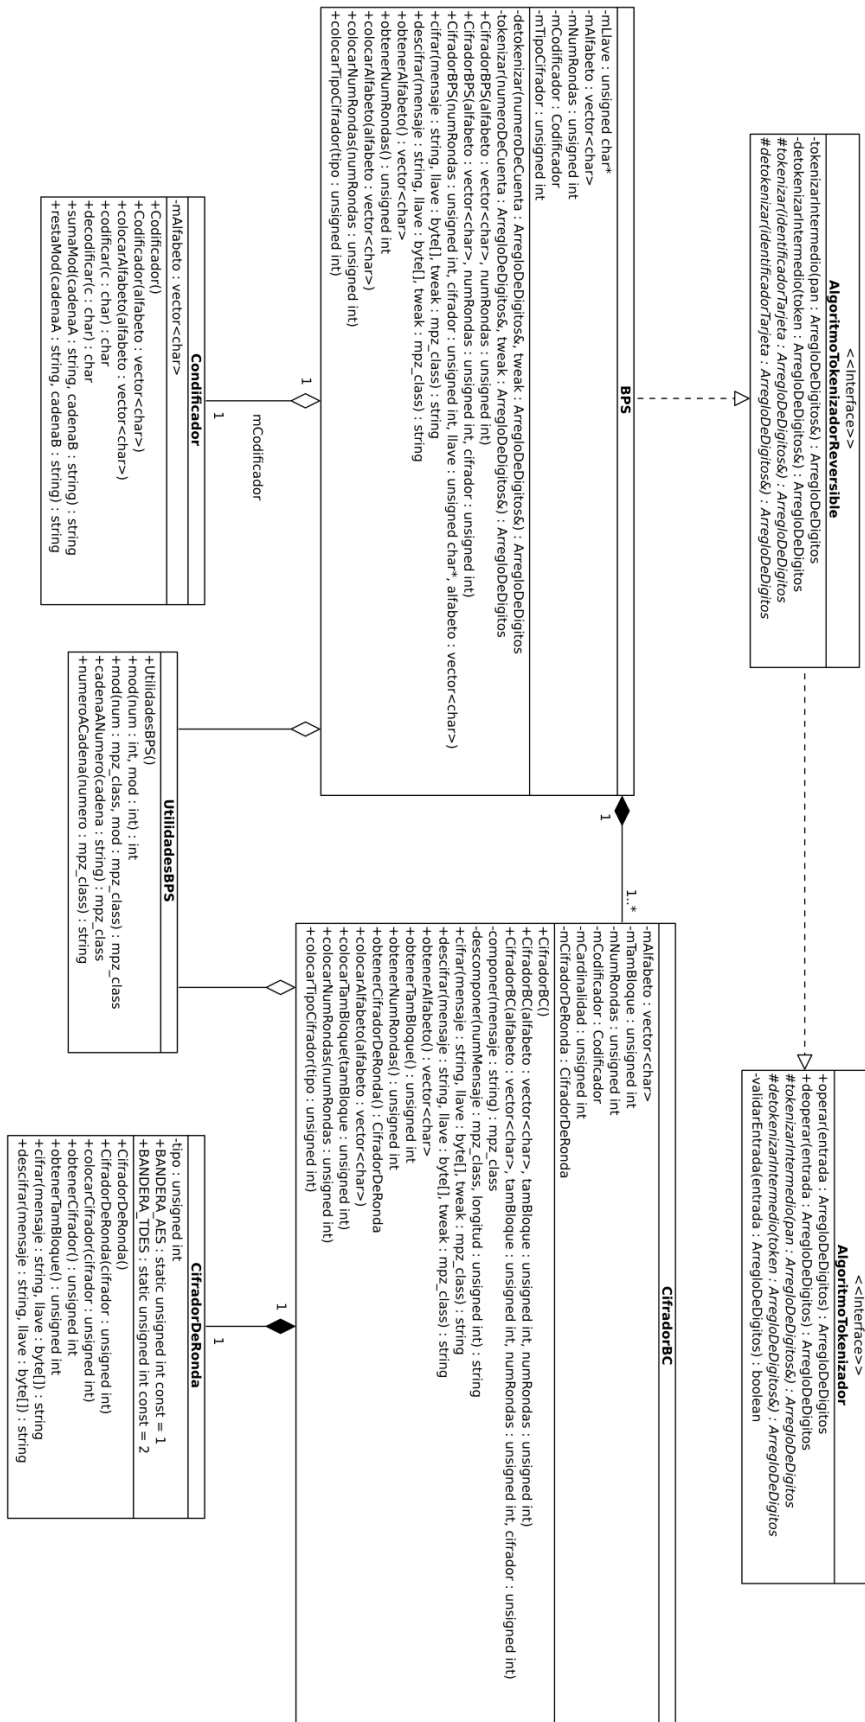 <<Interface>>
AlgoritmoTokenizadorReversible
-tokenizarIntermedio(pan : ArregloDeDigitos&) : ArregloDeDigitos
-detokenizarIntermedio(token : ArregloDeDigitos&) : ArregloDeDigitos
#tokenizar(identificadorTarjeta : ArregloDeDigitos&) : ArregloDeDigitos
#detokenizar(identificadorTarjeta : ArregloDeDigitos&) : ArregloDeDigitos
<<Interface>>
AlgoritmoTokenizador
+operar(entrada : ArregloDeDigitos) : ArregloDeDigitos
+deoperar(entrada : ArregloDeDigitos) : ArregloDeDigitos
#tokenizarIntermedio(pan : ArregloDeDigitos&) : ArregloDeDigitos
#detokenizarIntermedio(token : ArregloDeDigitos&) : ArregloDeDigitos
-validarEntrada(entrada : ArregloDeDigitos) : boolean
BPS
-mLlave : unsigned char*
-mAlfabeto : vector<char>
-mNumRondas : unsigned int
-mCodificador : Codificador
-mTipoCifrador : unsigned int
-detokenizar(numeroDeCuenta : ArregloDeDigitos&, tweak : ArregloDeDigitos&) : ArregloDeDigitos
-tokenizar(numeroDeCuenta : ArregloDeDigitos&, tweak : ArregloDeDigitos&) : ArregloDeDigitos
+CifradorBPS(alfabeto : vector<char>, numRondas : unsigned int)
+CifradorBPS(alfabeto : vector<char>, numRondas : unsigned int, cifrador : unsigned int)
+CifradorBPS(numRondas : unsigned int, cifrador : unsigned int, llave : unsigned char*, alfabeto : vector<char>)
+cifrar(mensaje : string, llave : byte[], tweak : mpz_class) : string
+descifrar(mensaje : string, llave : byte[], tweak : mpz_class) : string
+obtenerAlfabeto() : vector<char>
+obtenerNumRondas() : unsigned int
+colocarAlfabeto(alfabeto : vector<char>)
+colocarNumRondas(numRondas : unsigned int)
+colocarTipoCifrador(tipo : unsigned int)
1
1..*
CifradorBC
-mAlfabeto : vector<char>
-mTamBloque : unsigned int
-mNumRondas : unsigned int
-mCodificador : Codificador
-mCardinalidad : unsigned int
-mCifradorDeRonda : CifradorDeRonda
+CifradorBC()
+CifradorBC(alfabeto : vector<char>, tamBloque : unsigned int, numRondas : unsigned int)
+CifradorBC(alfabeto : vector<char>, tamBloque : unsigned int, numRondas : unsigned int, cifrador : unsigned int)
-componer(mensaje : string) : mpz_class
-descomponer(numMensaje : mpz_class, longitud : unsigned int) : string
+cifrar(mensaje : string, llave : byte[], tweak : mpz_class) : string
+descifrar(mensaje : string, llave : byte[], tweak : mpz_class) : string
+obtenerAlfabeto() : vector<char>
+obtenerTamBloque() : unsigned int
+obtenerNumRondas() : unsigned int
+obtenerCifradorDeRonda() : CifradorDeRonda
+colocarAlfabeto(alfabeto : vector<char>)
+colocarTamBloque(tamBloque : unsigned int)
+colocarNumRondas(numRondas : unsigned int)
+colocarTipoCifrador(tipo : unsigned int)
1
mCodificador
1
Condificador
-mAlfabeto : vector<char>
+Codificador()
+Codificador(alfabeto : vector<char>)
+colocarAlfabeto(alfabeto : vector<char>)
+codificar(c : char) : char
+decodificar(c : char) : char
+sumaMod(cadenaA : string, cadenaB : string) : string
+restaMod(cadenaA : string, cadenaB : string) : string
UtilidadesBPS
+UtilidadesBPS()
+mod(num : int, mod : int) : int
+mod(num : mpz_class, mod : mpz_class) : mpz_class
+cadenaANumero(cadena : string) : mpz_class
+numeroACadena(numero : mpz_class) : string
1
1
CifradorDeRonda
-tipo : unsigned int
+BANDERA_AES : static unsigned int const = 1
+BANDERA_TDES : static unsigned int const = 2
+CifradorDeRonda()
+CifradorDeRonda(cifrador : unsigned int)
+colocarCifrador(cifrador : unsigned int)
+obtenerCifrador() : unsigned int
+obtenerTamBloque() : unsigned int
+cifrar(mensaje : string, llave : byte[]) : string
+descifrar(mensaje : string, llave : byte[]) : string